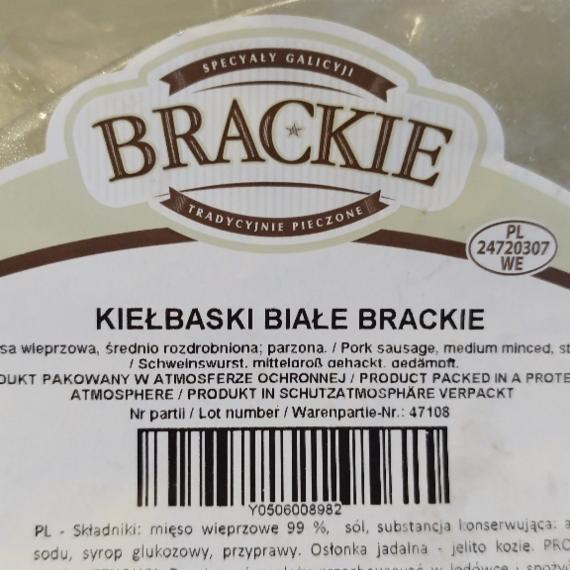 SPECYAŁY GALICYJI
BRACKIE
TRADYCYJNIE PIECZONE
PL
24720307
WE
KIEŁBASKI BIAŁE BRACKIE
wieprzowa, średnio rozdrobniona; parzona. / Pork sausage, medium minced,
/ Schweinswurst, mittelgroß gehackt, gedämpft.
PAKOWANY W ATMOSFERZE OCHRONNEJ / PRODUCT PACKED IN A
ATMOSPHERE / PRODUKT IN SCHUTZATMOSPHÄRE VERPACKT
Nr partii / Lot number / Warenpartie-Nr.: 47108
Y0506008982
PL - Składniki: mięso wieprzowe 99 %, sól, substancja konserwująca:
sodu, syrop glukozowy, przyprawy. Osłonka jadalna - jelito kozie.